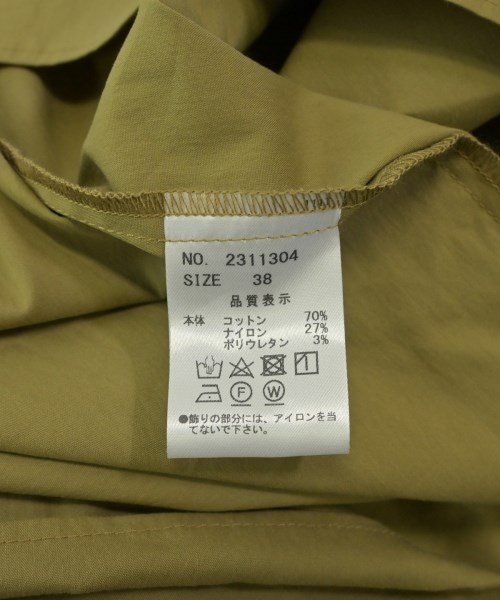 NO. 2311304
SIZE 38
品質表示
本体 コットン 70%
ナイロン 27%
ポリウレタン 3%
F W
●飾りの部分には、アイロンを当
てないで下さい。